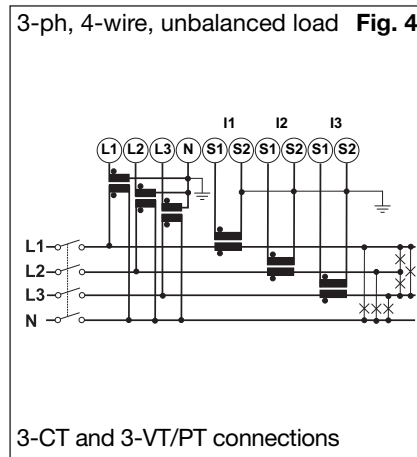 3-ph, 4-wire, unbalanced load Fig. 4
I1 I2 I3
L1 L2 L3 N S1 S2 S1 S2 S1 S2
L1
L2
L3
N
3-CT and 3-VT/PT connections